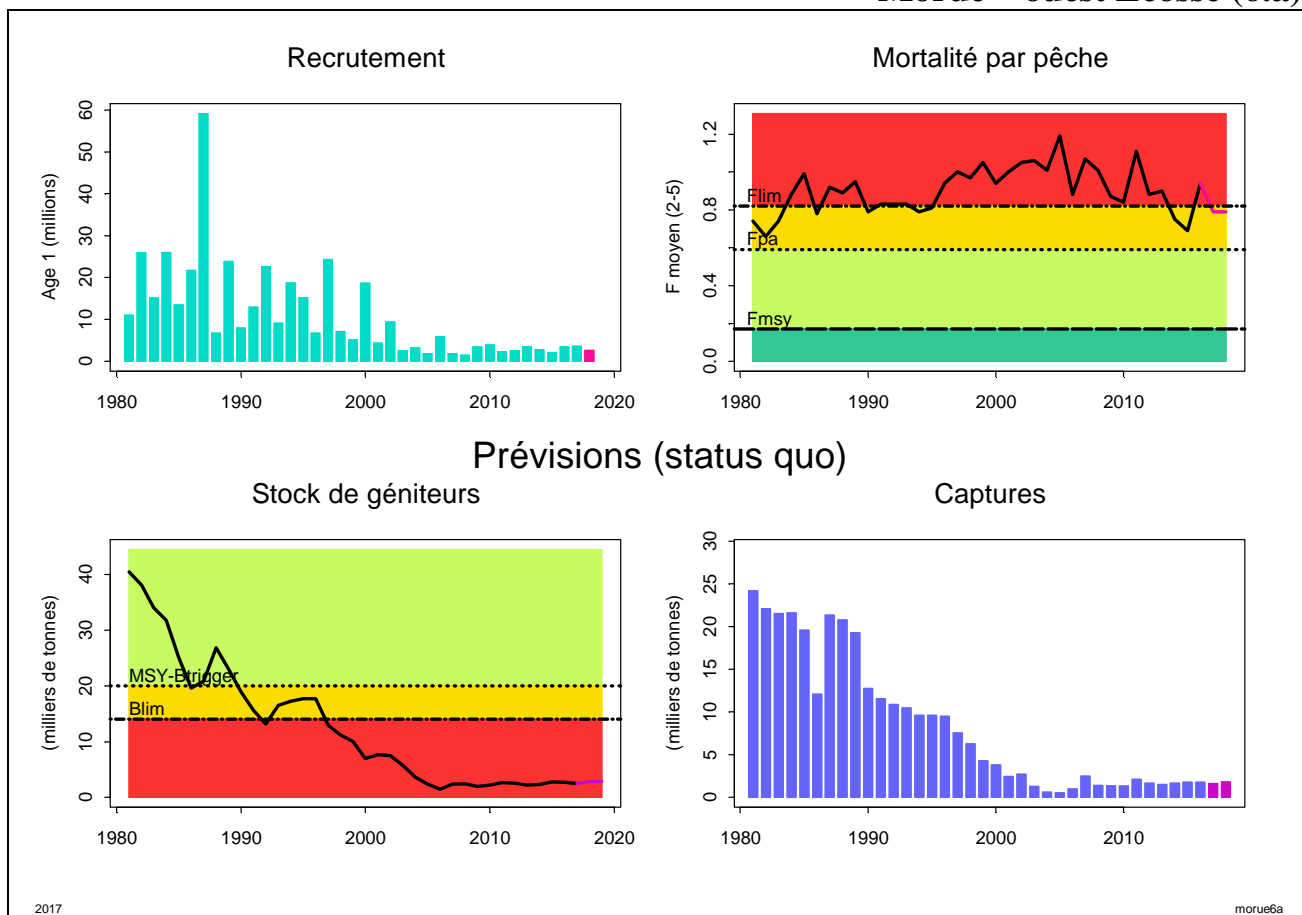 Recrutement
Age 1 (millions)
0 10 20 30 40 50 60
1980 1990 2000 2010 2020
Mortalité par pêche
F moyen (2-5)
0.0 0.4 0.8 1.2
Flim
Fpa
Fmsy
1980 1990 2000 2010
Prévisions (status quo)
Stock de géniteurs
(milliers de tonnes)
0 10 20 30 40
MSY-Btrigger
Blim
1980 1990 2000 2010 2020
Captures
(milliers de tonnes)
0 5 10 15 20 25 30
1980 1990 2000 2010
2017
morue6a